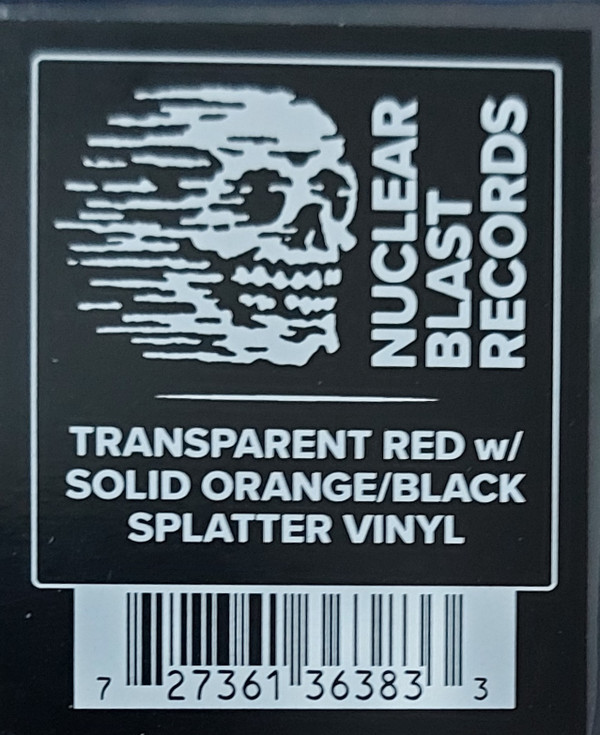 NUCLEAR
BLAST
RECORDS
TRANSPARENT RED w/
SOLID ORANGE/BLACK
SPLATTER VINYL
7 27361 36383 3